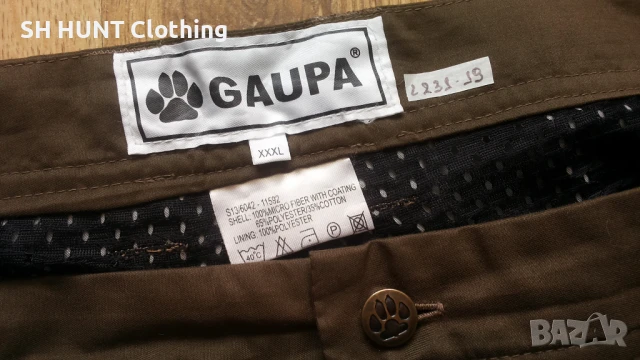 SH HUNT Clothing
GAUPA®
2231-19
XXXL
S13-6042 - 11592
SHELL: 100%MICRO FIBER WITH COATING
65%POLYESTER/35%COTTON
LINING: 100%POLYESTER
40°C
BAZAR